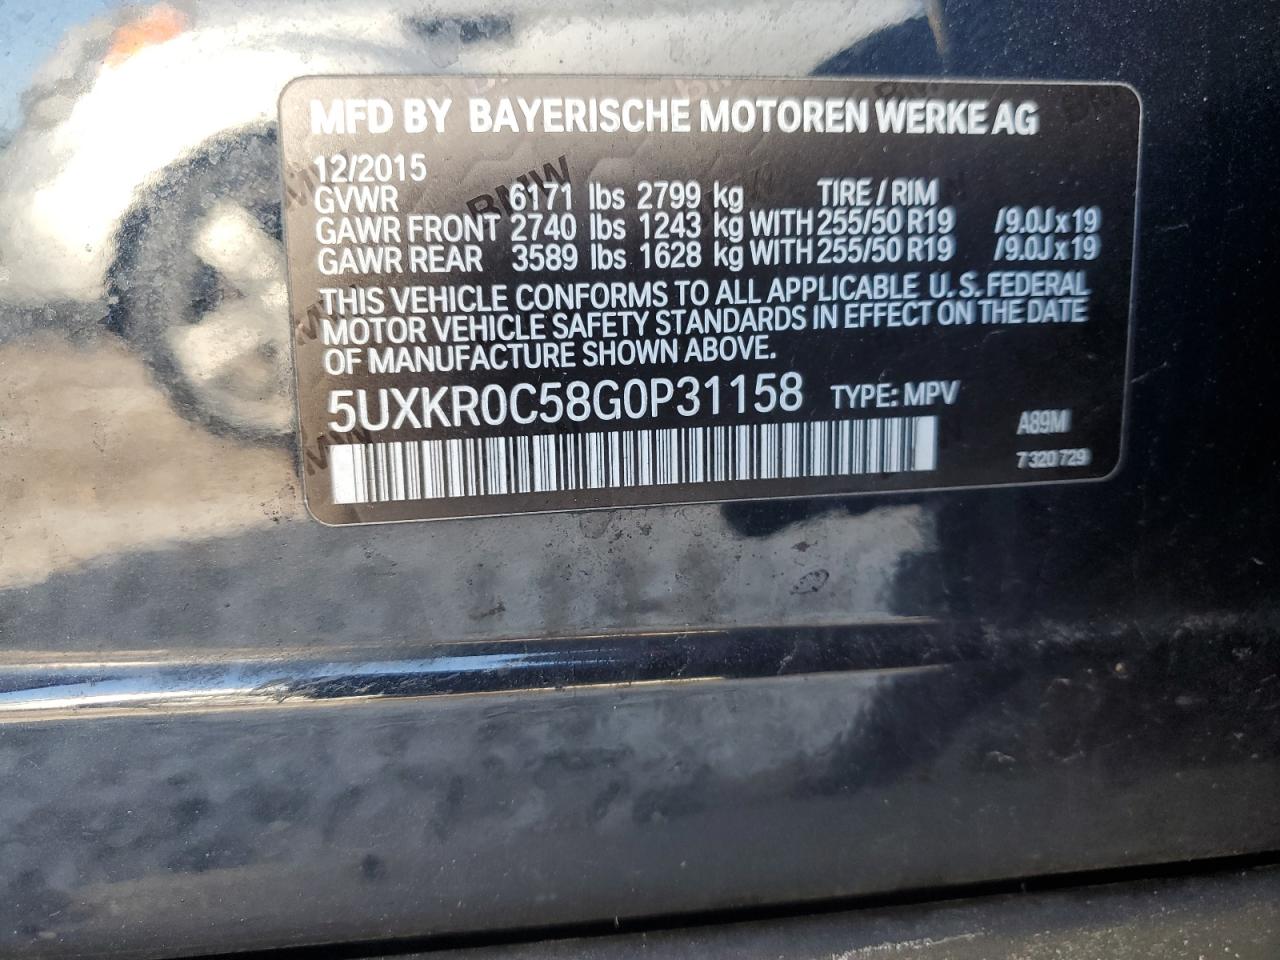 MFD BY BAYERISCHE MOTOREN WERKE AG
12/2015
GVWR 6171 lbs 2799 kg TIRE / RIM
GAWR FRONT 2740 lbs 1243 kg WITH 255/50 R19 /9.0J x 19
GAWR REAR 3589 lbs 1628 kg WITH 255/50 R19 /9.0J x 19
THIS VEHICLE CONFORMS TO ALL APPLICABLE U.S. FEDERAL
MOTOR VEHICLE SAFETY STANDARDS IN EFFECT ON THE DATE
OF MANUFACTURE SHOWN ABOVE.
5UXKR0C58G0P31158 TYPE: MPV
A89M
7 320 729